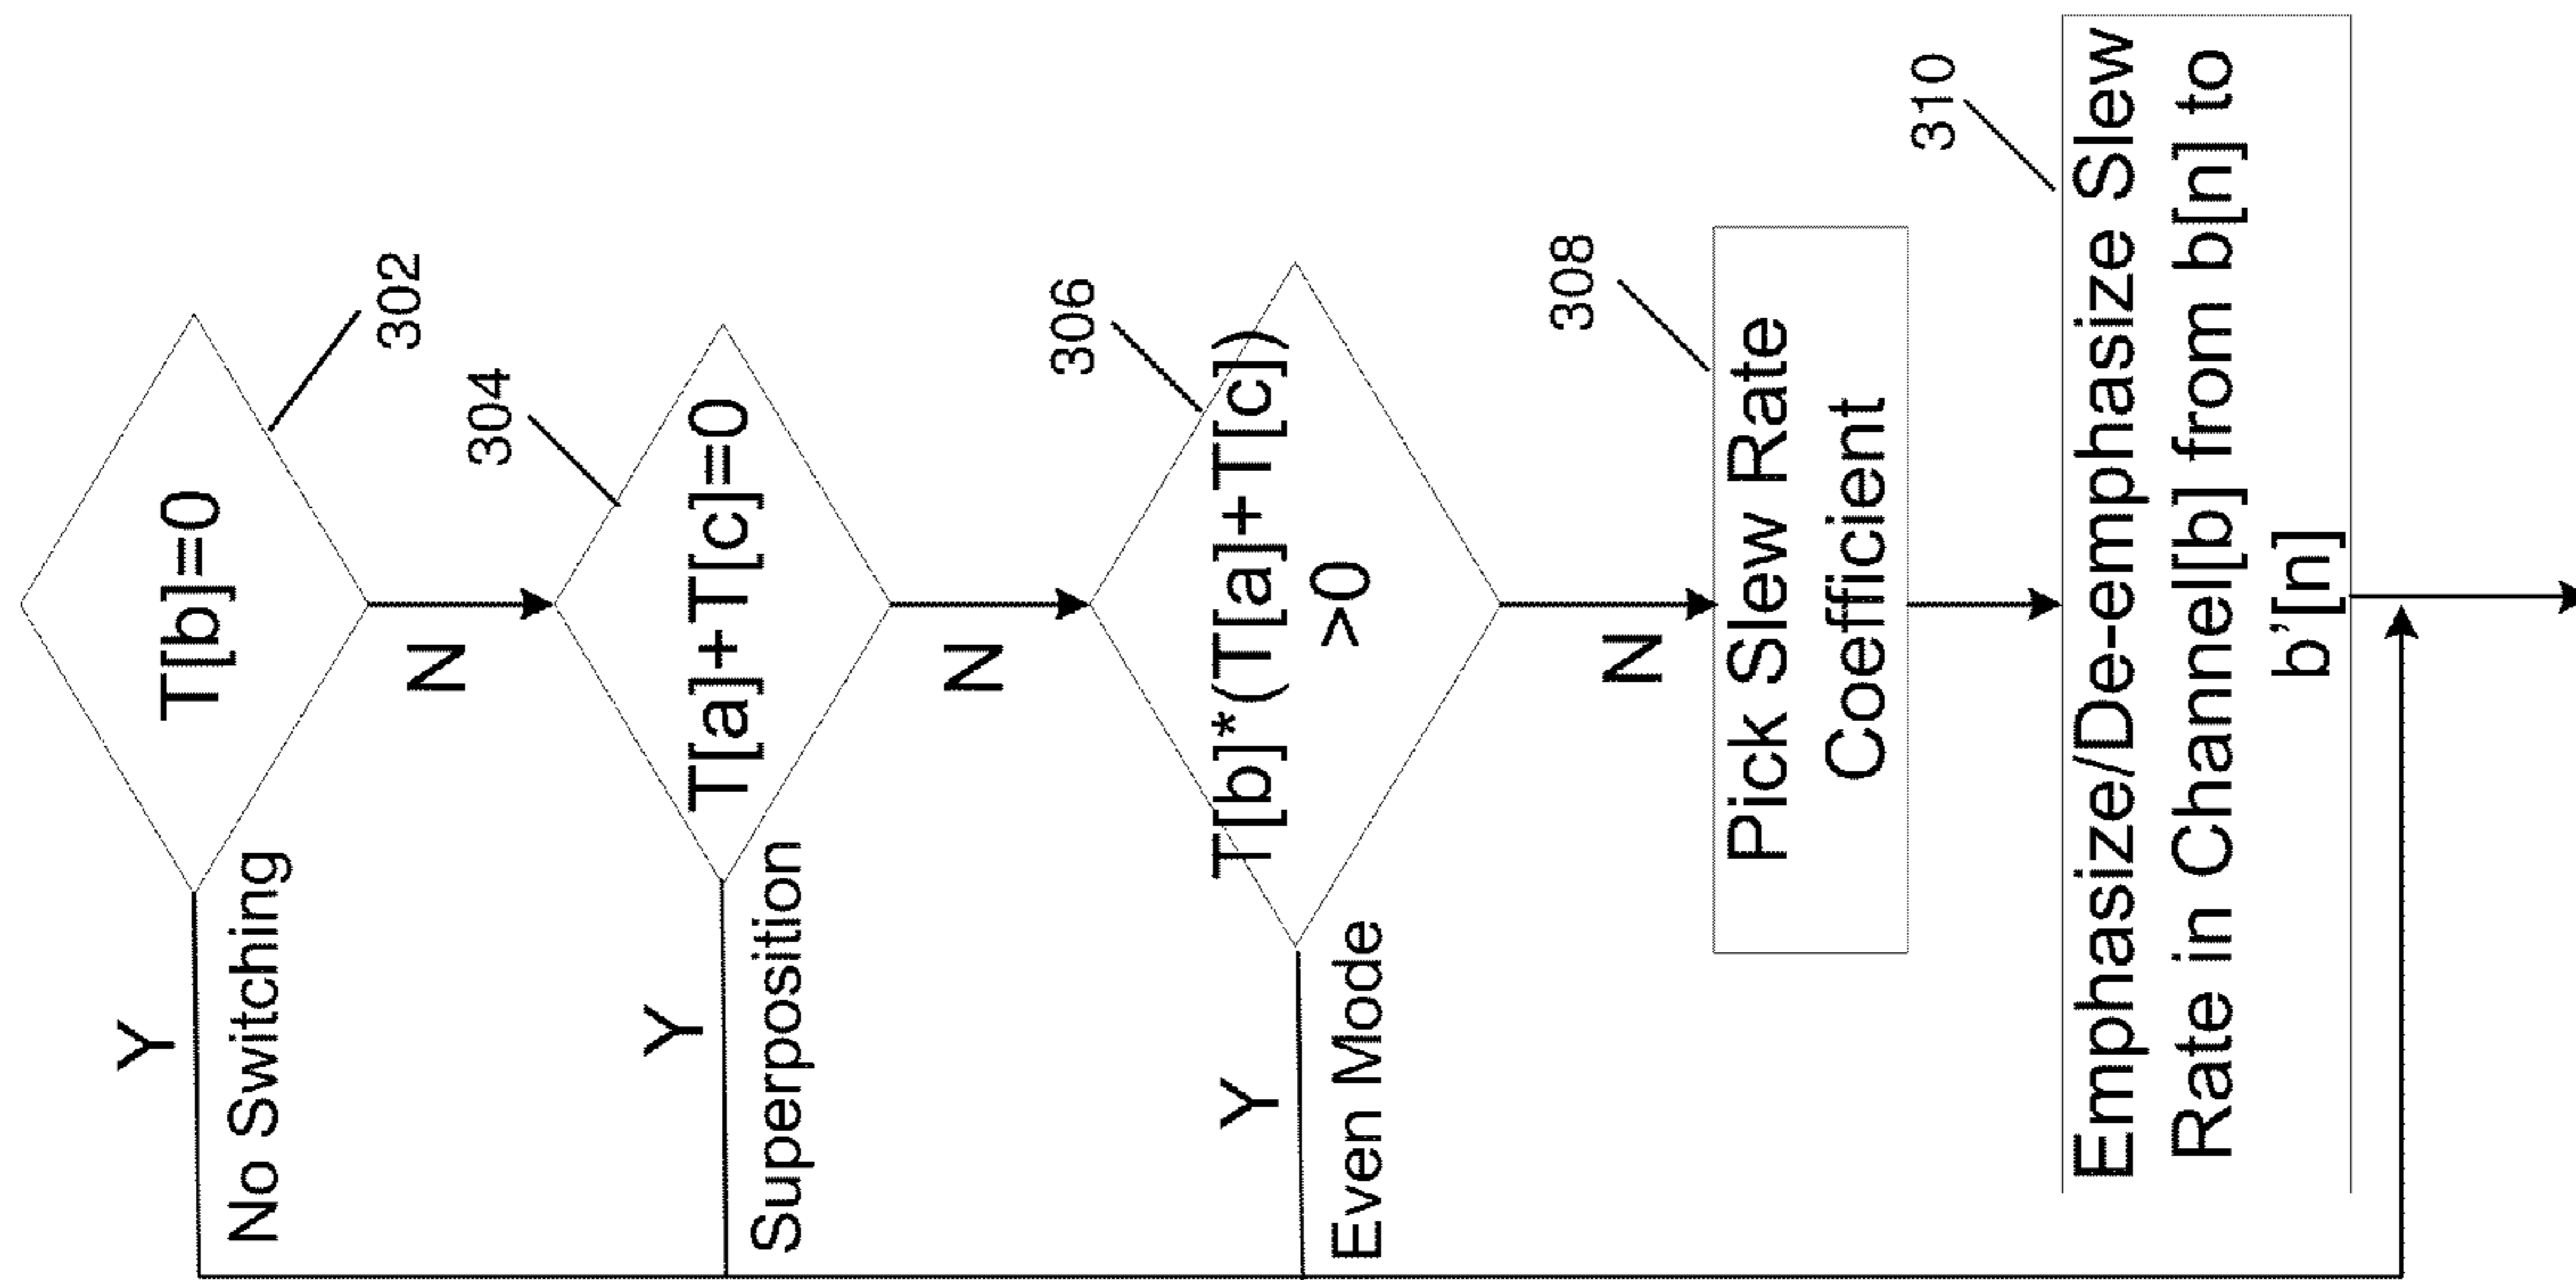 T[b]=0
302
Y
No Switching
N
304
T[a]+T[c]=0
Y
Superposition
N
306
T[b]*(T[a]+T[c])
>0
Y
Even Mode
N
308
Pick Slew Rate
Coefficient
310
Emphasize/De-emphasize Slew
Rate in Channel[b] from b[n] to
b’[n]